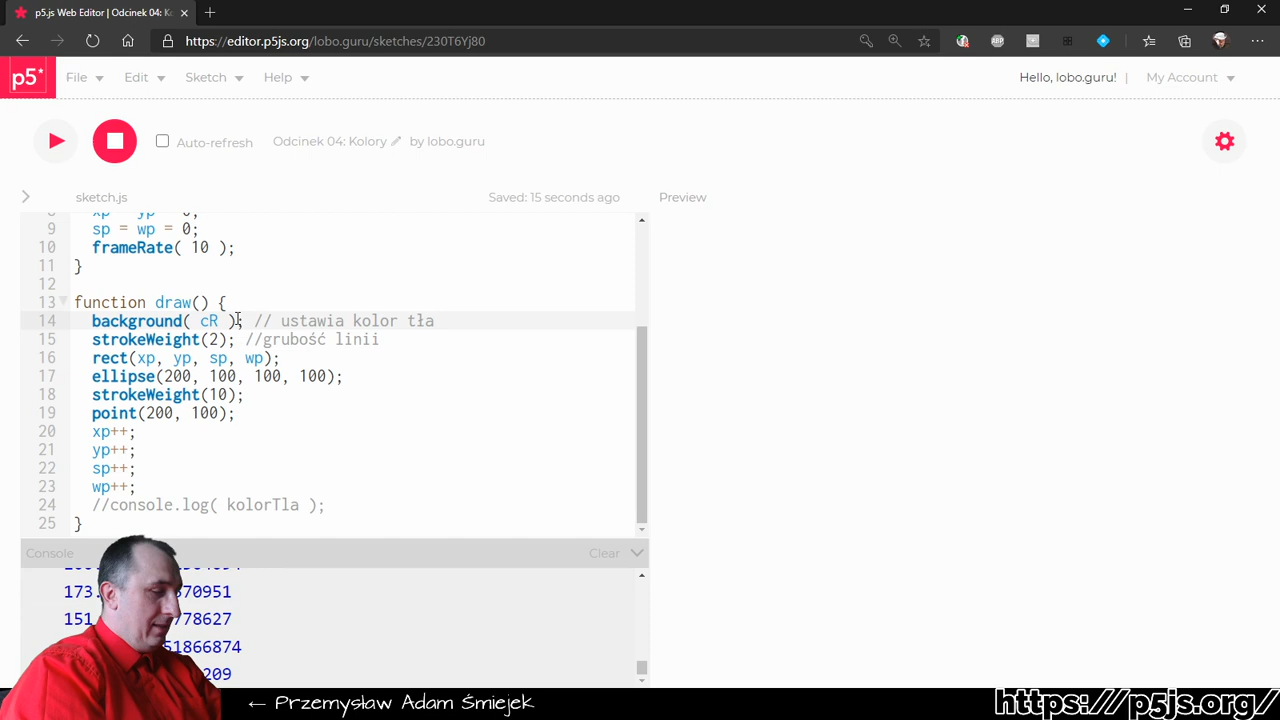 p5.js Web Editor | Odcinek 04: Ko
https://editor.p5js.org/lobo.guru/sketches/230T6Yj80
p5* File Edit Sketch Help Hello, lobo.guru! | My Account
Auto-refresh Odcinek 04: Kolory by lobo.guru
sketch.js Saved: 15 seconds ago Preview
8 xp = yp = 0;
9 sp = wp = 0;
10 frameRate( 10 );
11 }
12
13 function draw() {
14 background( cR ); // ustawia kolor tła
15 strokeWeight(2); //grubość linii
16 rect(xp, yp, sp, wp);
17 ellipse(200, 100, 100, 100);
18 strokeWeight(10);
19 point(200, 100);
20 xp++;
21 yp++;
22 sp++;
23 wp++;
24 //console.log( kolorTla );
25 }
Console Clear
173. 70951
151 778627
51866874
209
← Przemysław Adam Śmiejek
https://p5js.org/